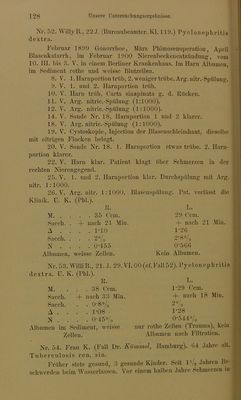 128 Unsere Untersuchungsergebnisse.
Nr. 52. Willy R., 22 J. (Bureaubeamter. Kl. 119.) Pyelonephritis
dextra.
Februar 1899 Gonorrhoe, März Phimosenoperation, April
Blasenkatarrh, im Februar 1900 Nierenbeckenentzündung, vom
10. III. bis 3. V. in einem Berliner Krankenhaus. Im Harn Albumen,
im Sediment rothe und weisse Blutzellen.
8. V. 1. Harnportion trüb, 2. weniger trübe. Arg. nitr.-Spülung.
9. V. 1. und 2. Harnportion trüb.
10. V. Harn trüb. Carta sinapinata g. d. Rücken.
11. V. Arg. nitric.-Spülung (1:1000).
12. V. Arg. nitric.-Spülung (1:1000).
14. V. Sonde Nr. 18. Harnportion 1 und 2 klarer.
18. V. Arg. nitric.-Spülung (1:1000).
19. V. Cystoskopie, Injection der Blasenschleimhaut, dieselbe
mit eitrigen Flocken belegt.
20. V. Sonde Nr. 18. 1. Harnportion etwas trübe. 2. Harn-
portion klarer.
22. V. Harn klar. Patient klagt über Schmerzen in der
rechten Nierengegend.
25. V. 1. und 2. Harnportion klar. Durchspülung mit Arg.
nitr. 1:1000.
26. V. Arg. nitr. 1:1000. Blasenspülung. Pat. verlässt die
Klinik. U. K. (Phl.).
R. L.
M. . . . . 35 Ccm. 29 Ccm.
Sacch. . . + nach 21 Min. + nach 21 Min.
Δ . . . . 1·10 1·26
Sacch. . . . 2% 2·8%
N . . . . 0·455 0·566
Albumen, weisse Zellen. Kein Albumen.
Nr. 53. Willi R., 21. J. 29. VI. 00 (cf. Fall 52). Pyelonephritis
dextra. U. K. (Phl.).
R. L.
M. . . . . 38 Ccm. 1·29 Ccm.
Sacch. . + nach 33 Min. + nach 18 Min.
Sacch. . . . 0·8% 2%
Δ . . . . 1·08 1·28
N . . . . 0·45% 0·544%
Albumen im Sediment, weisse nur rothe Zellen (Trauma), kein
Zellen. Albumen nach Filtration.
Nr. 54. Frau K. (Fall Dr. Kümmel, Hamburg). 64 Jahre alt.
Tuberculosis ren. sin.
Früher stets gesund, 3 gesunde Kinder. Seit 1½ Jahren Be-
schwerden beim Wasserlassen. Vor einem halben Jahre Schmerzen in